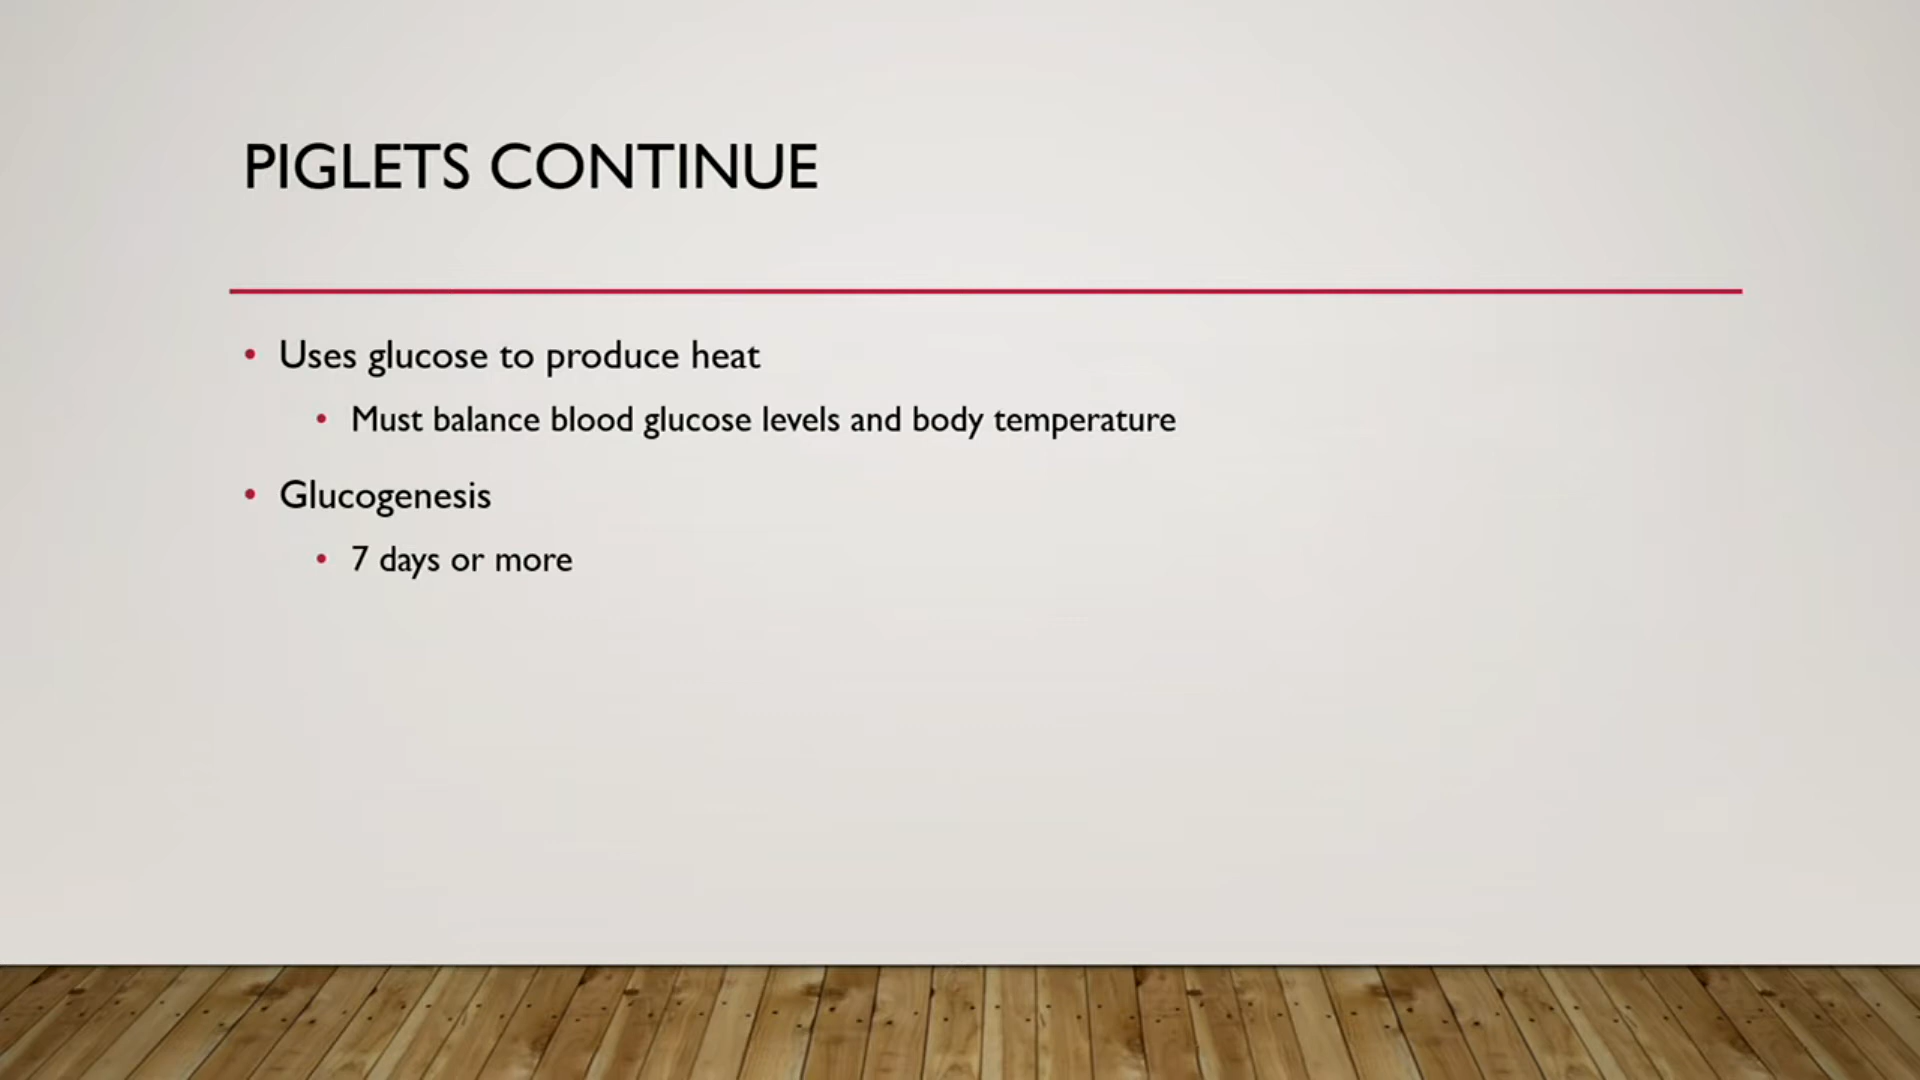 PIGLETS CONTINUE
• Uses glucose to produce heat
• Must balance blood glucose levels and body temperature
• Glucogenesis
• 7 days or more